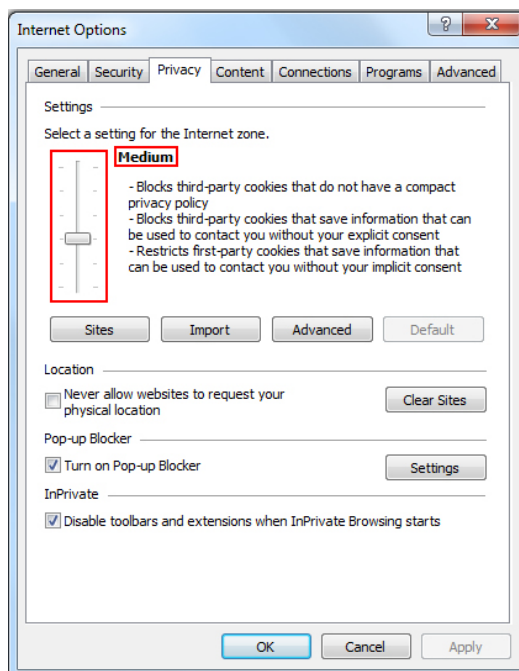 Internet Options
General Security Privacy Content Connections Programs Advanced
Settings
Select a setting for the Internet zone.
Medium
- Blocks third-party cookies that do not have a compact
privacy policy
- Blocks third-party cookies that save information that can
be used to contact you without your explicit consent
- Restricts first-party cookies that save information that
can be used to contact you without your implicit consent
Sites Import Advanced Default
Location
Never allow websites to request your
physical location
Clear Sites
Pop-up Blocker
Turn on Pop-up Blocker
Settings
InPrivate
Disable toolbars and extensions when InPrivate Browsing starts
OK Cancel Apply